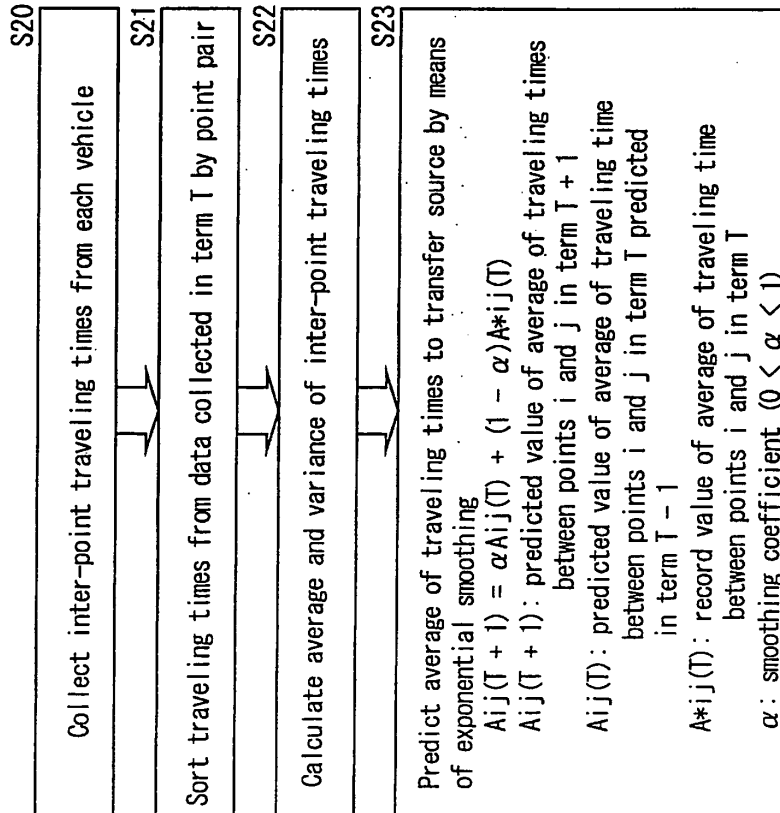 S20
Collect inter-point traveling times from each vehicle
S21
Sort traveling times from data collected in term T by point pair
S22
Calculate average and variance of inter-point traveling times
S23
Predict average of traveling times to transfer source by means
of exponential smoothing
Aij(T + 1) = αAij(T) + (1 - α)A*ij(T)
Aij(T + 1): predicted value of average of traveling times
between points i and j in term T + 1
Aij(T): predicted value of average of traveling time
between points i and j in term T predicted
in term T - 1
A*ij(T): record value of average of traveling time
between points i and j in term T
α: smoothing coefficient (0 < α < 1)